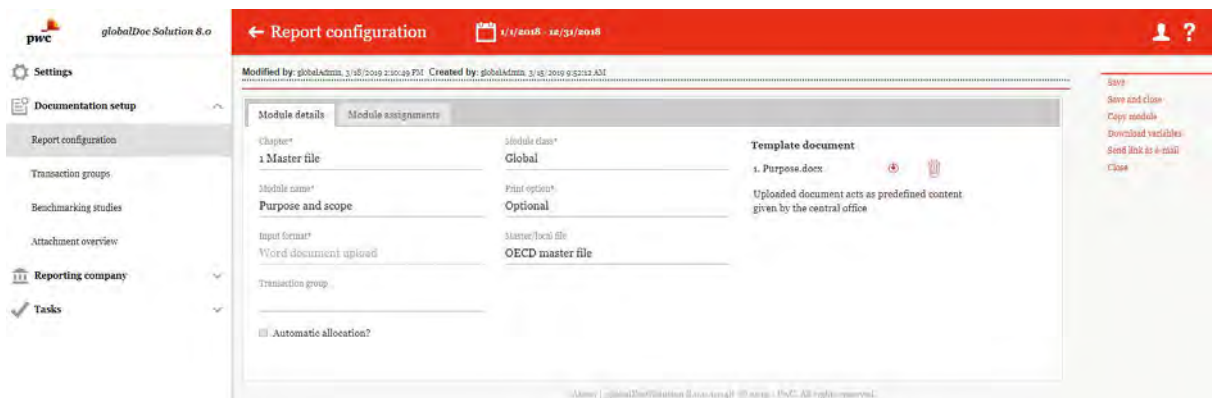 pwc
globalDoc Solution 8.0
← Report configuration
1/1/2018 - 12/31/2018
?
Settings
Documentation setup
Report configuration
Transaction groups
Benchmarking studies
Attachment overview
Reporting company
Tasks
Modified by: globalAdmin, 3/18/2019 2:10:49 PM Created by: globalAdmin, 3/15/2019 9:52:12 AM
Module details
Module assignments
Chapter*
1 Master file
Module class*
Global
Module name*
Purpose and scope
Print option*
Optional
Input format*
Word document upload
Master/local file
OECD master file
Transaction group
Automatic allocation?
Template document
1. Purpose.docx
Uploaded document acts as predefined content
given by the central office
Save
Save and close
Copy module
Download variables
Send link as e-mail
Close
PwC. All rights reserved.